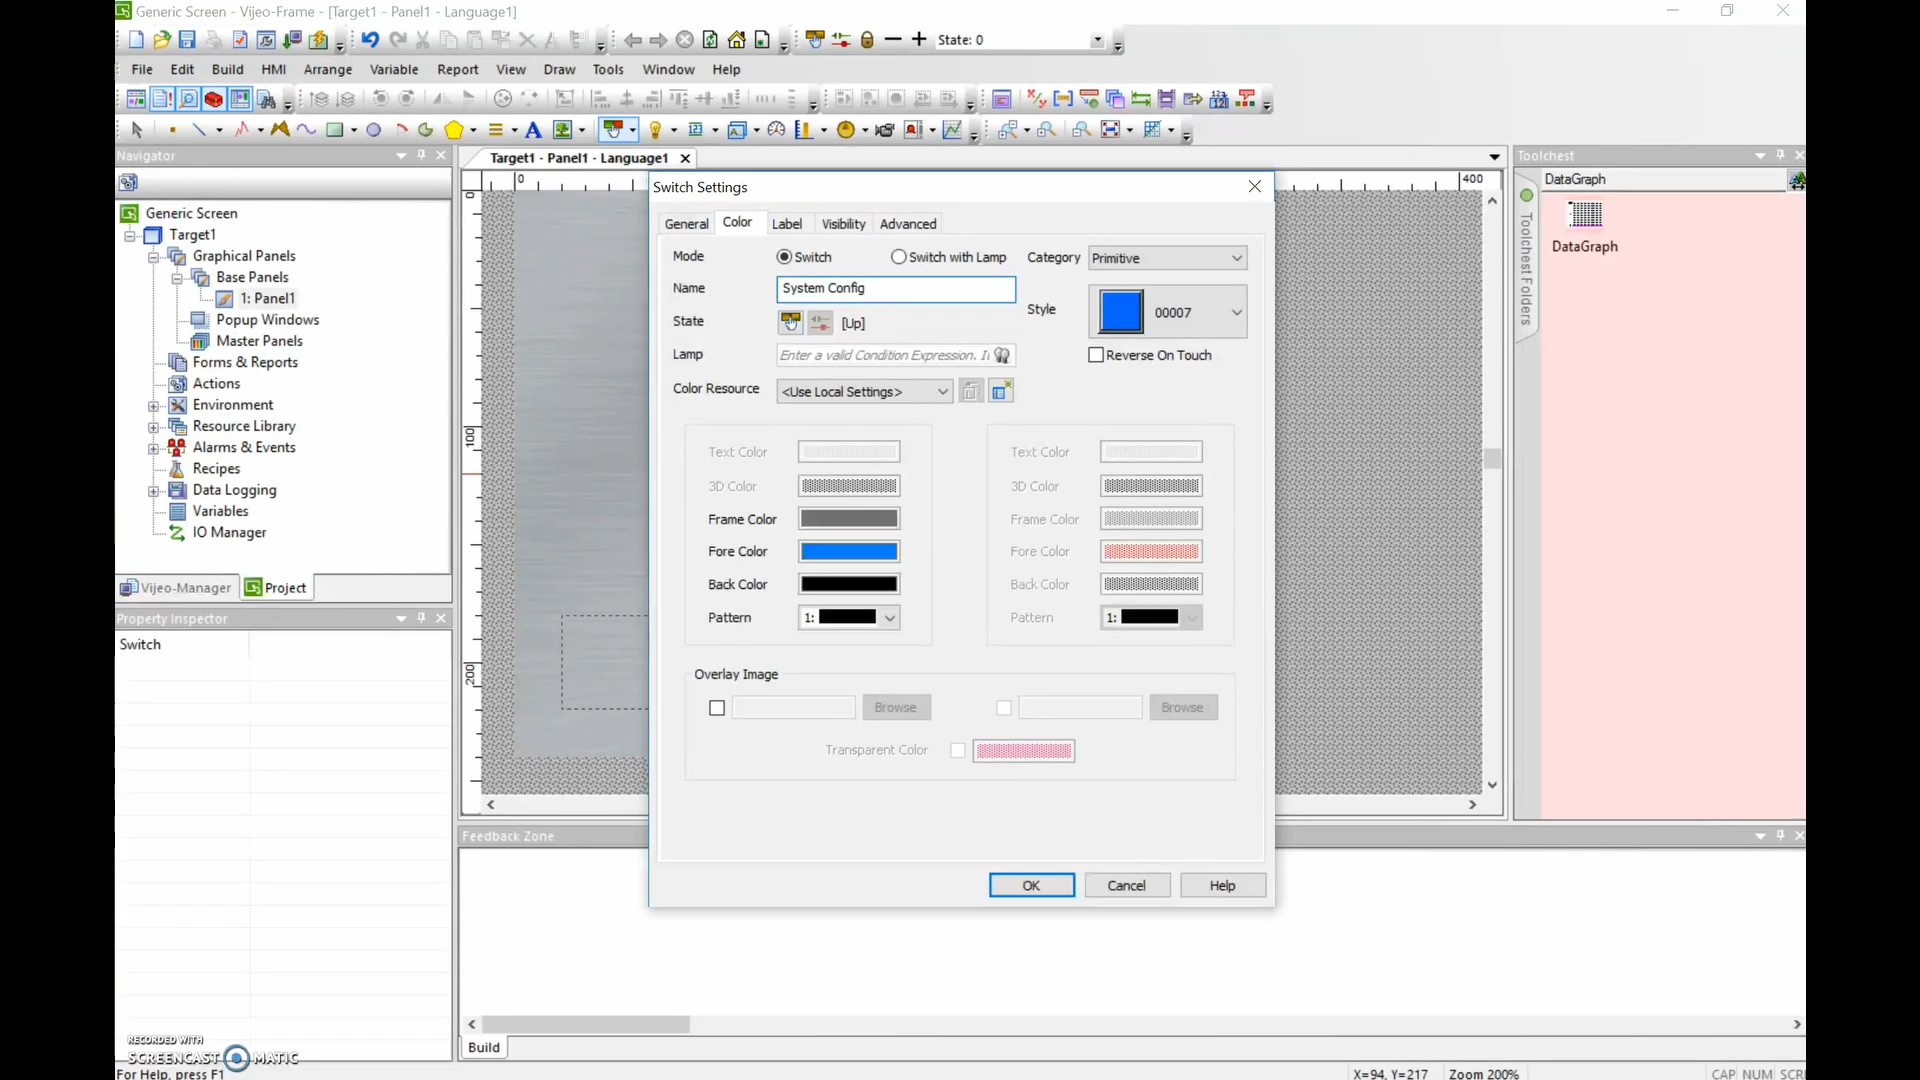 Generic Screen - Vijeo-Frame - [Target1 - Panel1 - Language1]
State: 0
File Edit Build HMI Arrange Variable Report View Draw Tools Window Help
Navigator
Target1 - Panel1 - Language1
Toolchest
DataGraph
Toolchest Folders
DataGraph
0
400
0
100
200
Generic Screen
Target1
Graphical Panels
Base Panels
1: Panel1
Popup Windows
Master Panels
Forms & Reports
Actions
Environment
Resource Library
Alarms & Events
Recipes
Data Logging
Variables
IO Manager
Vijeo-Manager Project
Property Inspector
Switch
Switch Settings
General Color Label Visibility Advanced
Mode Switch Switch with Lamp Category Primitive
Name System Config
Style 00007
State [Up]
Lamp Enter a valid Condition Expression. I
Reverse On Touch
Color Resource <Use Local Settings>
Text Color Text Color
3D Color 3D Color
Frame Color Frame Color
Fore Color Fore Color
Back Color Back Color
Pattern 1: Pattern 1:
Overlay Image
Browse Browse
Transparent Color
OK Cancel Help
Feedback Zone
Build
RECORDED WITH
SCREENCAST MATIC
For Help, press F1
X=94, Y=217 Zoom 200% CAP NUM SCR